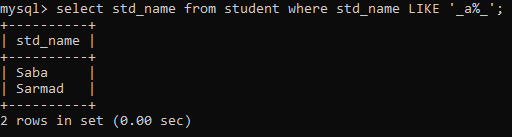 mysql> select std_name from student where std_name LIKE '_a%_';
+----------+
| std_name |
+----------+
| Saba     |
| Sarmad   |
+----------+
2 rows in set (0.00 sec)